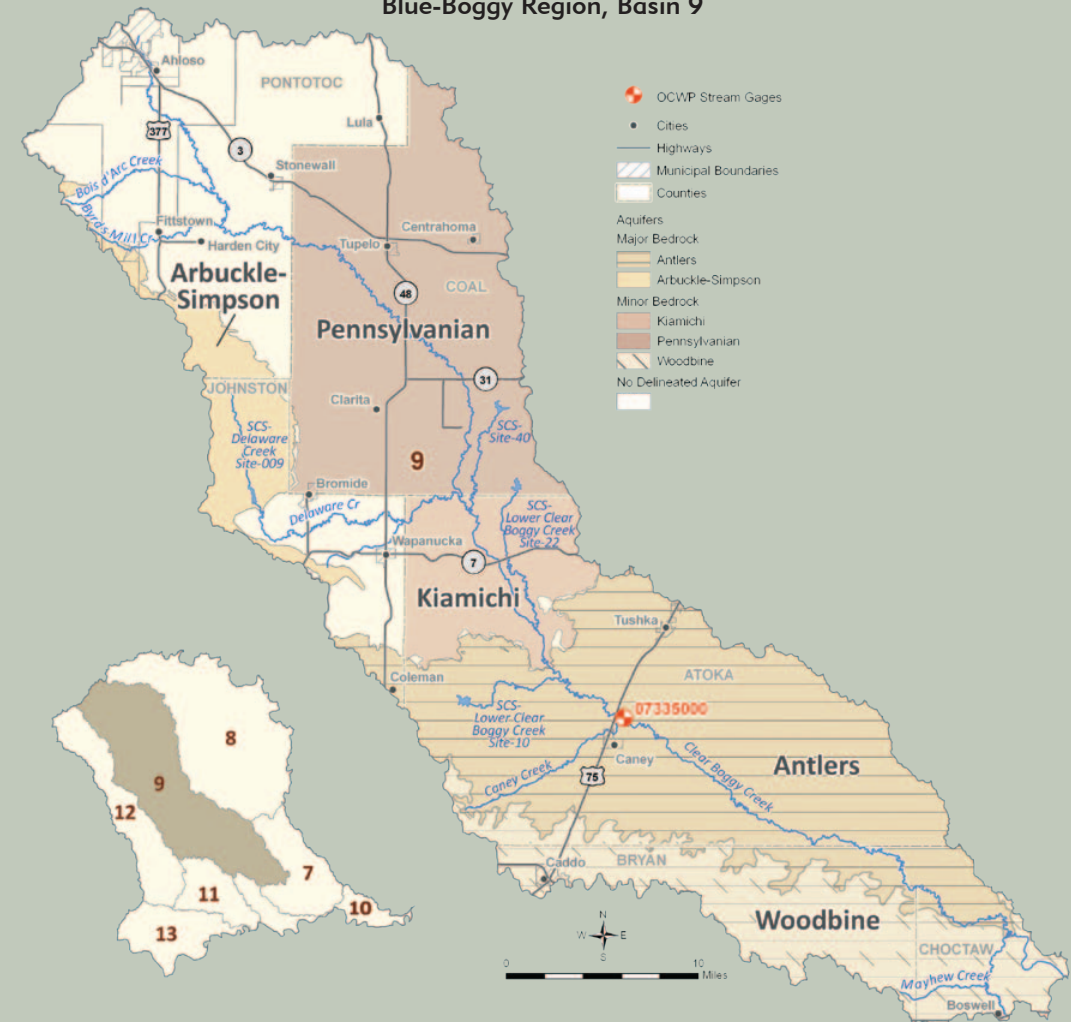 Blue-Boggy Region, Basin 9
Ahloso
PONTOTOC
Lula
377
3
Stonewall
Bois d'Arc Creek
Byrds Mill Cr
Fittstown
Harden City
Centrahoma
Tupelo
Arbuckle-
Simpson
COAL
48
Pennsylvanian
31
JOHNSTON
Clarita
SCS-
Delaware
Creek
Site-009
SCS-
Site-40
9
Bromide
Delaware Cr
SCS-
Lower Clear
Boggy Creek
Site-22
Wapanucka
7
Kiamichi
Tushka
ATOKA
Coleman
SCS-
Lower Clear
Boggy Creek
Site-10
07335000
Caney
Clear Boggy Creek
Antlers
Caney Creek
75
Caddo
BRYAN
Woodbine
CHOCTAW
Mayhew Creek
Boswell
OCWP Stream Gages
Cities
Highways
Municipal Boundaries
Counties
Aquifers
Major Bedrock
Antlers
Arbuckle-Simpson
Minor Bedrock
Kiamichi
Pennsylvanian
Woodbine
No Delineated Aquifer
8
9
12
7
11
10
13
N
W E
S
0 10
Miles